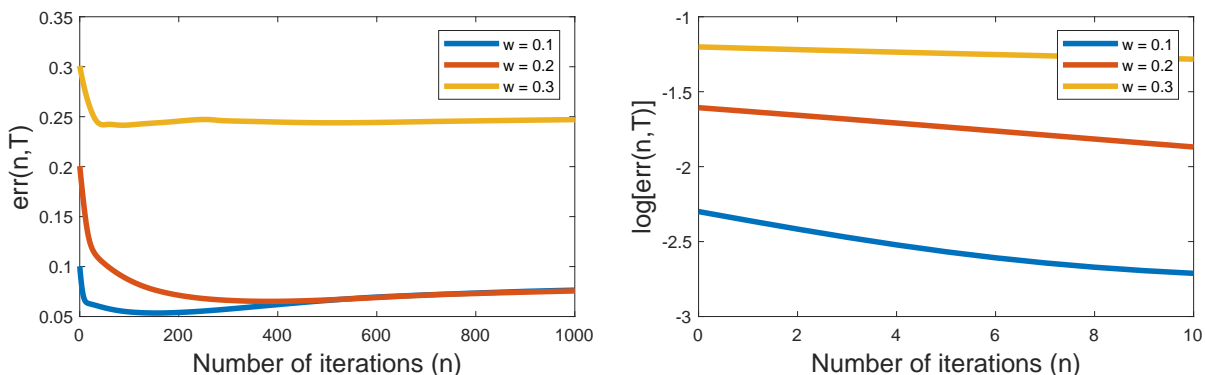 0.35
0.3
0.25
0.2
0.15
0.1
0.05
err(n,T)
0
200
400
600
800
1000
Number of iterations (n)
w = 0.1
w = 0.2
w = 0.3
-1
-1.5
-2
-2.5
-3
log[err(n,T)]
0
2
4
6
8
10
Number of iterations (n)
w = 0.1
w = 0.2
w = 0.3